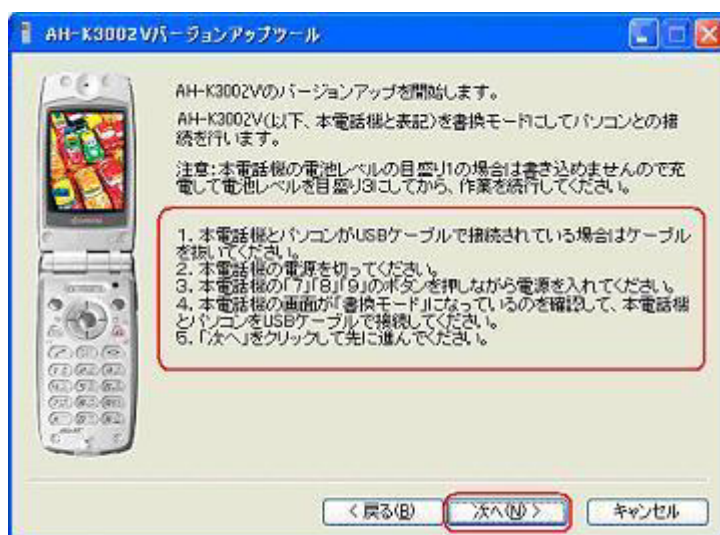 AH-K3002Vバージョンアップツール
AH-K3002Vのバージョンアップを開始します。
AH-K3002V(以下、本電話機と表記)を書換モードにしてパソコンとの接
続を行います。
注意:本電話機の電池レベルの目盛り1の場合は書き込めませんので充
電して電池レベルを目盛り3にしてから、作業を続行してください。
1. 本電話機とパソコンがUSBケーブルで接続されている場合はケーブル
を抜いてください。
2. 本電話機の電源を切ってください。
3. 本電話機の「7」「8」「9」のボタンを押しながら電源を入れてください。
4. 本電話機の画面が「書換モード」になっているのを確認して、本電話機
とパソコンをUSBケーブルで接続してください。
5. 「次へ」をクリックして先に進んでください。
< 戻る(B)
次へ(N) >
キャンセル